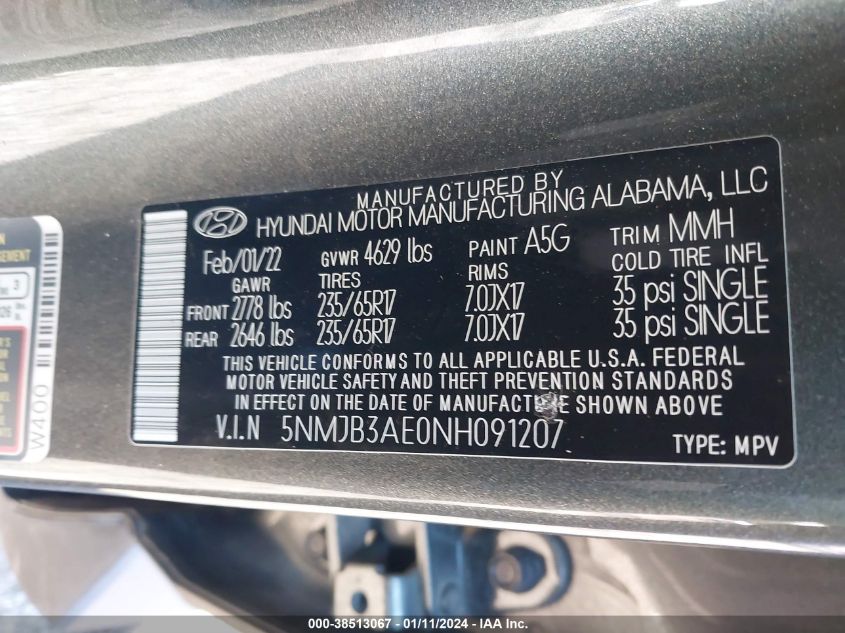 MANUFACTURED BY
HYUNDAI MOTOR MANUFACTURING ALABAMA, LLC
Feb/01/22 GVWR 4629 lbs PAINT A5G TRIM MMH
GAWR TIRES RIMS COLD TIRE INFL
FRONT 2778 lbs 235/65R17 7.0JX17 35 psi SINGLE
REAR 2646 lbs 235/65R17 7.0JX17 35 psi SINGLE
THIS VEHICLE CONFORMS TO ALL APPLICABLE U.S.A. FEDERAL
MOTOR VEHICLE SAFETY AND THEFT PREVENTION STANDARDS
IN EFFECT ON THE DATE OF MANUFACTURE SHOWN ABOVE
V.I.N 5NMJB3AE0NH091207 TYPE: MPV
3
W400
000-38513067 - 01/11/2024 - IAA Inc.